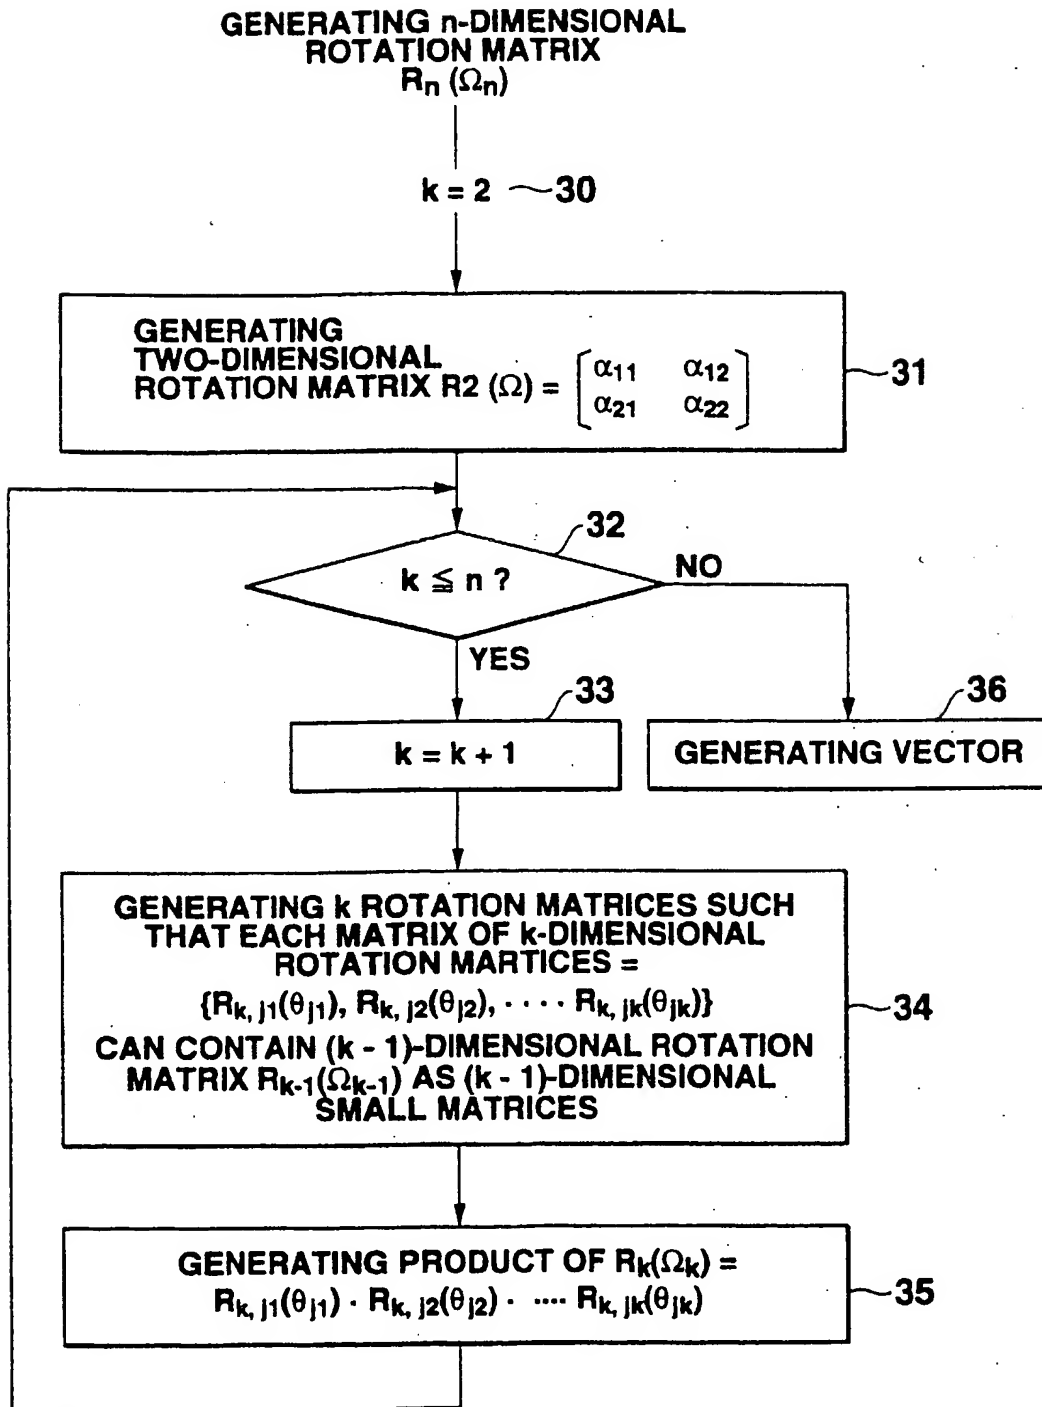 GENERATING n-DIMENSIONAL
ROTATION MATRIX
Rn (Ωn)
k = 2 30
GENERATING
TWO-DIMENSIONAL
ROTATION MATRIX R2 (Ω) = [α11 α12
α21 α22]
31
32
k ≦ n ?
NO
YES
33
k = k + 1
36
GENERATING VECTOR
GENERATING k ROTATION MATRICES SUCH
THAT EACH MATRIX OF k-DIMENSIONAL
ROTATION MARTICES =
{Rk, j1(θj1), Rk, j2(θj2), · · · · Rk, jk(θjk)}
CAN CONTAIN (k - 1)-DIMENSIONAL ROTATION
MATRIX Rk-1(Ωk-1) AS (k - 1)-DIMENSIONAL
SMALL MATRICES
34
GENERATING PRODUCT OF Rk(Ωk) =
Rk, j1(θj1) · Rk, j2(θj2) · ···· Rk, jk(θjk)
35